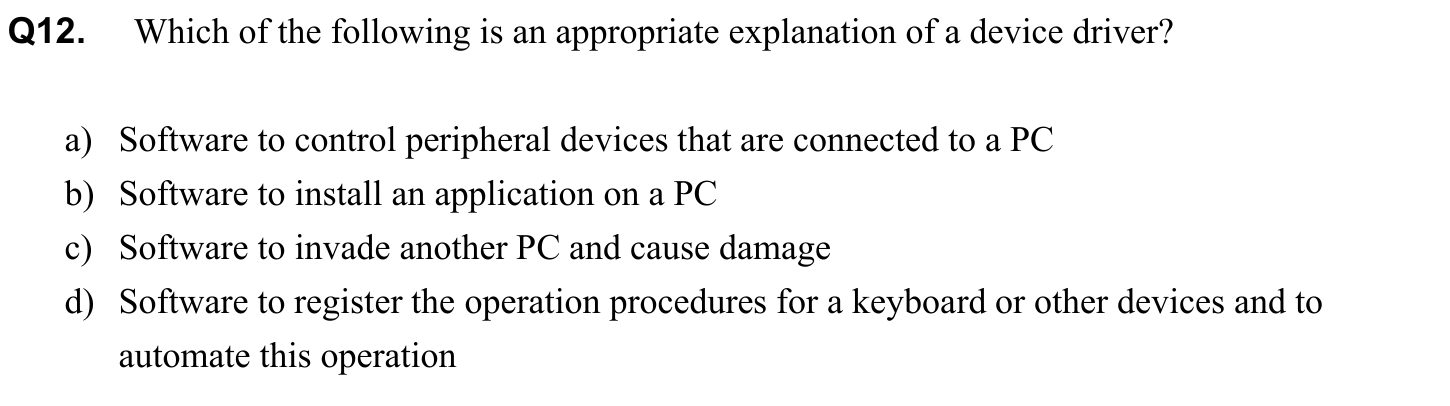 Q12. Which of the following is an appropriate explanation of a device driver?
a) Software to control peripheral devices that are connected to a PC
b) Software to install an application on a PC
c) Software to invade another PC and cause damage
d) Software to register the operation procedures for a keyboard or other devices and to
automate this operation